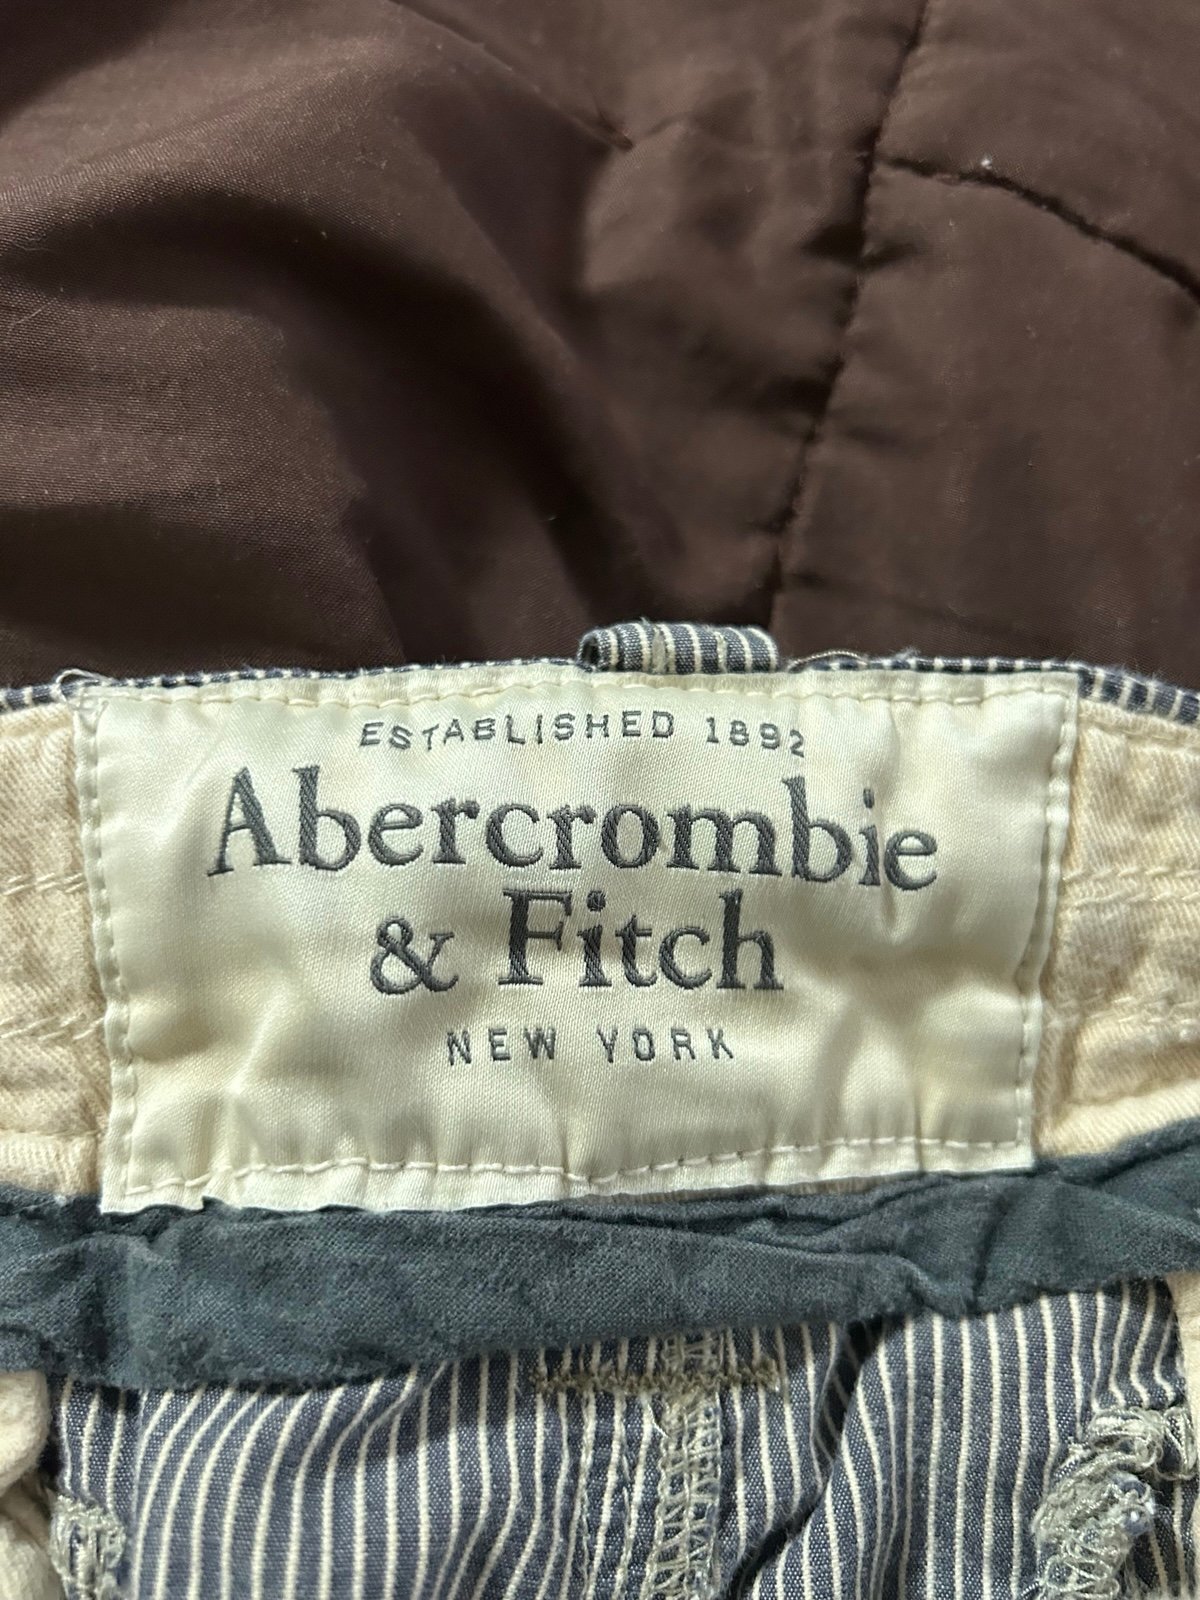 ESTABLISHED 1892
Abercrombie
& Fitch
NEW YORK